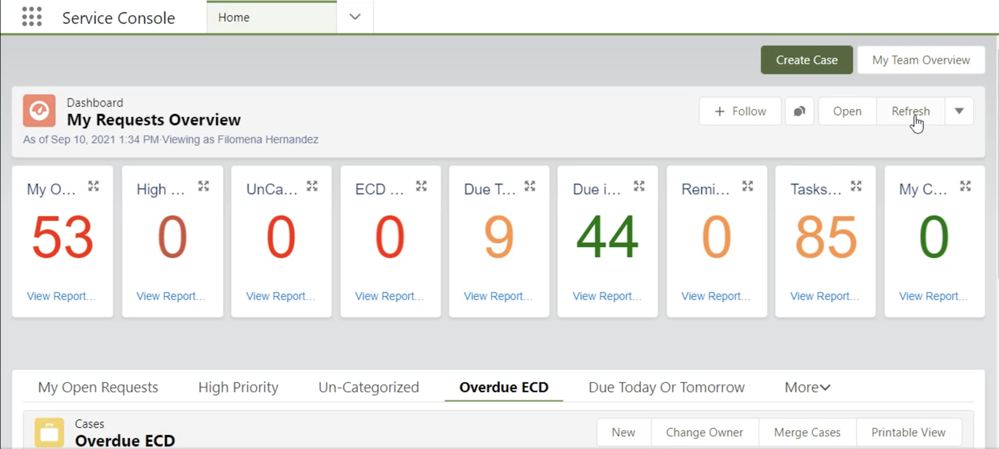 Service Console
Home
Create Case
My Team Overview
Dashboard
My Requests Overview
As of Sep 10, 2021 1:34 PM·Viewing as Filomena Hernandez
+ Follow
Open
Refresh
My O...
High ...
UnCa...
ECD ...
Due T...
Due i...
Remi...
Tasks...
My C...
53
0
0
0
9
44
0
85
0
View Report...
View Report...
View Report...
View Report...
View Report...
View Report...
View Report...
View Report...
View Report...
My Open Requests
High Priority
Un-Categorized
Overdue ECD
Due Today Or Tomorrow
More
Cases
Overdue ECD
New
Change Owner
Merge Cases
Printable View